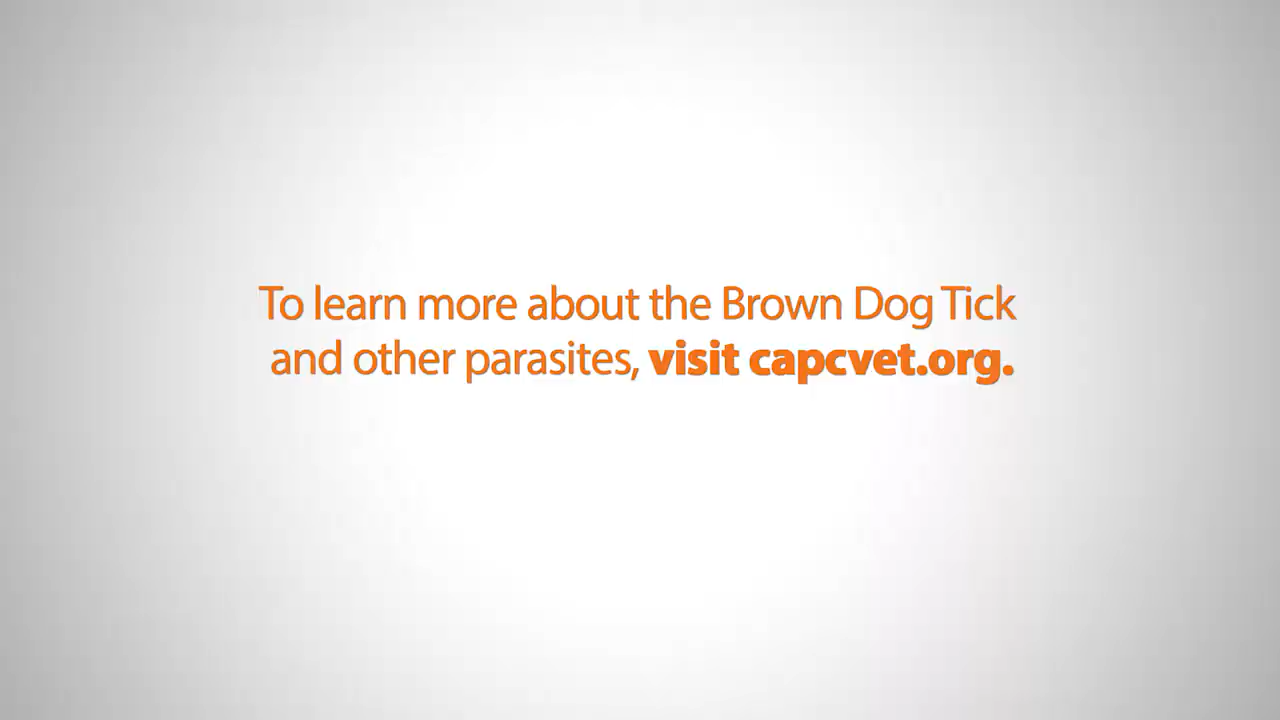 To learn more about the Brown Dog Tick
and other parasites, visit capcvet.org.